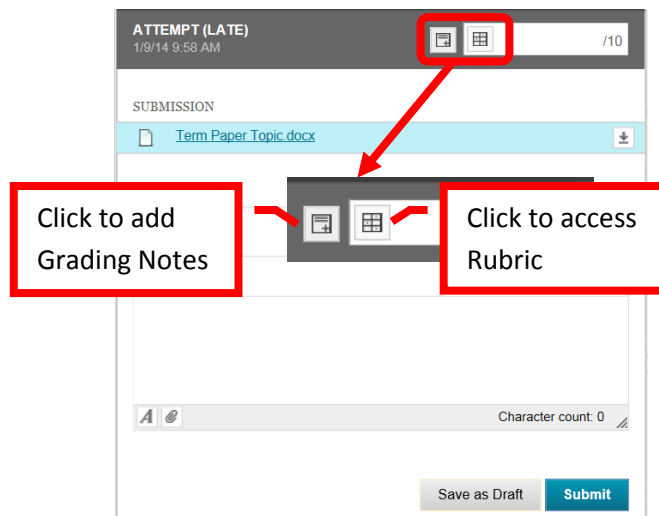 ATTEMPT (LATE)
1/9/14 9:58 AM
/10
SUBMISSION
Term Paper Topic.docx
Click to add
Grading Notes
Click to access
Rubric
A
Character count: 0
Save as Draft
Submit